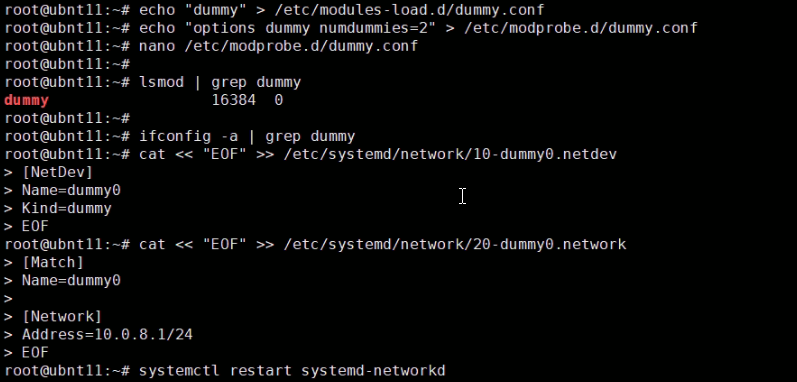 root@ubnt11:~# echo "dummy" > /etc/modules-load.d/dummy.conf
root@ubnt11:~# echo "options dummy numdummies=2" > /etc/modprobe.d/dummy.conf
root@ubnt11:~# nano /etc/modprobe.d/dummy.conf
root@ubnt11:~#
root@ubnt11:~# lsmod | grep dummy
dummy                  16384  0
root@ubnt11:~#
root@ubnt11:~# ifconfig -a | grep dummy
root@ubnt11:~# cat << "EOF" >> /etc/systemd/network/10-dummy0.netdev
> [NetDev]
> Name=dummy0
> Kind=dummy
> EOF
root@ubnt11:~# cat << "EOF" >> /etc/systemd/network/20-dummy0.network
> [Match]
> Name=dummy0
>
> [Network]
> Address=10.0.8.1/24
> EOF
root@ubnt11:~# systemctl restart systemd-networkd